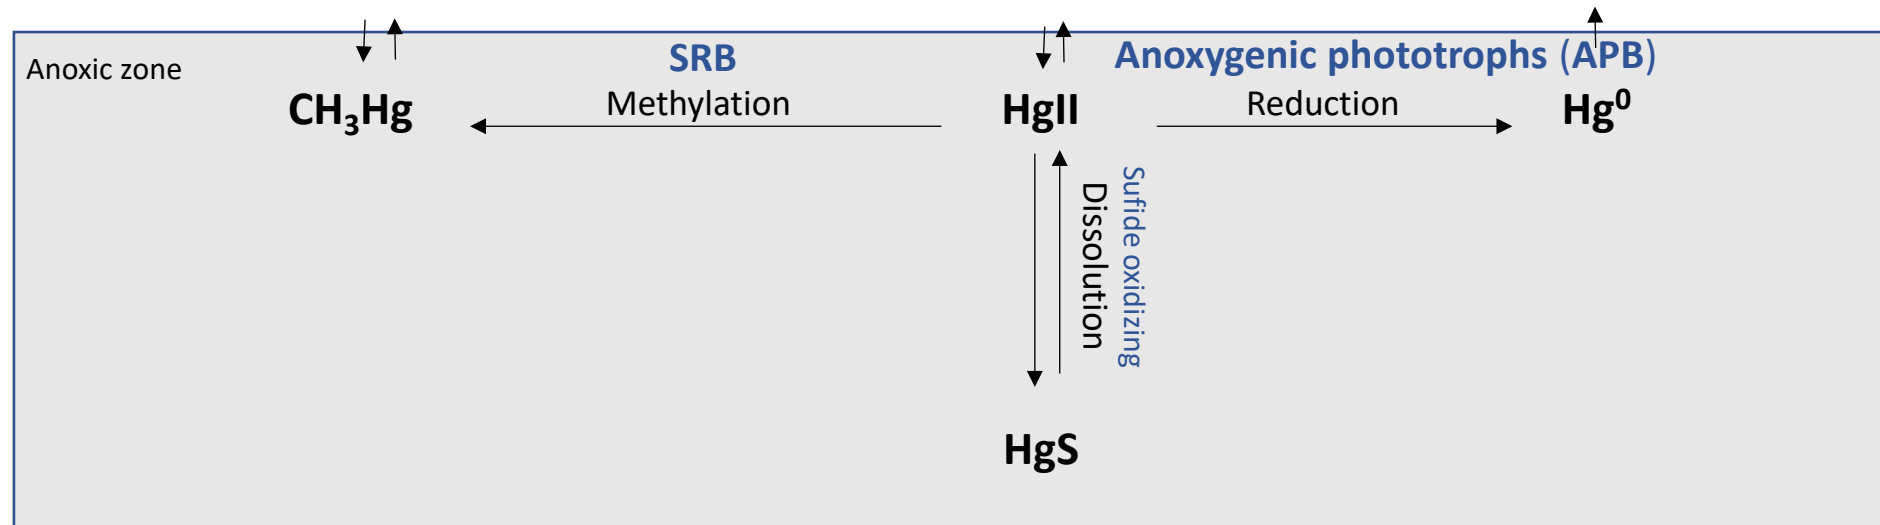 Anoxic zone
SRB
Anoxygenic phototrophs (APB)
CH₃Hg
Methylation
HgII
Reduction
Hg⁰
Sufide oxidizing
Dissolution
HgS